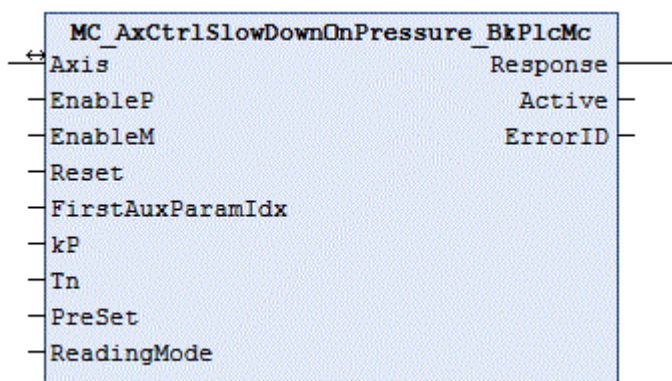 MC_AxCtrlSlowDownOnPressure_BkPlcMc
Axis Response
EnableP Active
EnableM ErrorID
Reset
FirstAuxParamIdx
kP
Tn
PreSet
ReadingMode